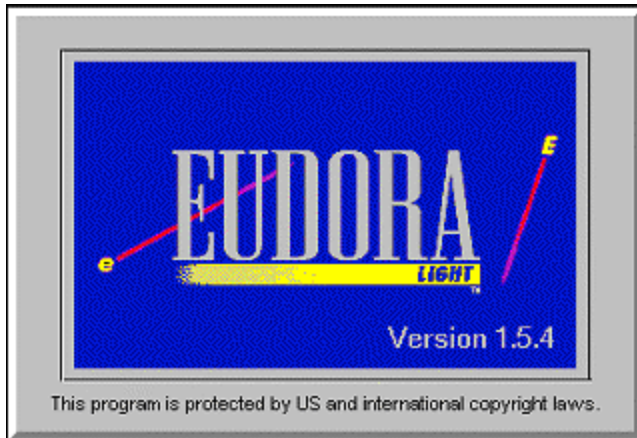 E
EUDORA
e
LIGHT
™
Version 1.5.4
This program is protected by US and international copyright laws.